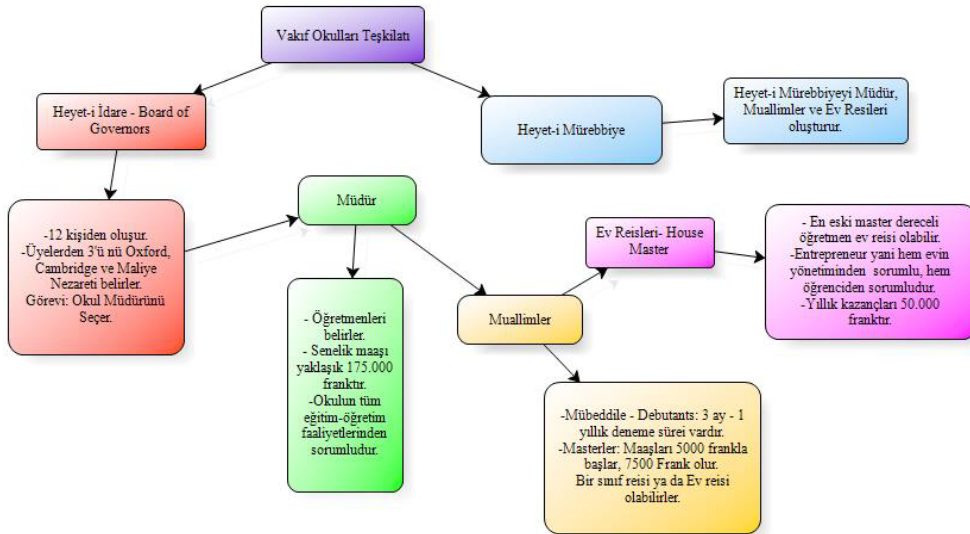 Vakıf Okulları Teşkilatı
Heyet-i İdare - Board of
Governors
Heyet-i Mürebbiye
Heyet-i Mürebbiyeyi Müdür,
Muallimler ve Ev Resileri
oluşturur.
-12 kişiden oluşur.
-Üyelerden 3'ü nü Oxford,
Cambridge ve Maliye
Nezareti belirler.
Görevi: Okul Müdürünü
Seçer.
Müdür
- Öğretmenleri
belirler.
- Senelik maaşı
yaklaşık 175.000
franktır.
-Okulun tüm
eğitim-öğretim
faaliyetlerinden
sorumludur.
Muallimler
Ev Reisleri- House
Master
- En eski master dereceli
öğretmen ev reisi olabilir.
-Entrepreneur yani hem evin
yönetiminden sorumlu, hem
öğrenciden sorumludur.
-Yıllık kazançları 50.000
franktır.
-Mübeddile - Debutants: 3 ay - 1
yıllık deneme sürei vardır.
-Masterler: Maaşları 5000 frankla
başlar, 7500 Frank olur.
Bir sınıf reisi ya da Ev reisi
olabilirler.